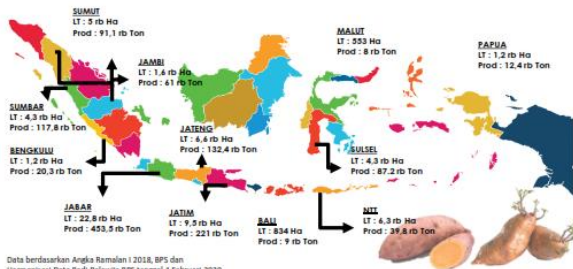 SUMUT
LT : 5 rb Ha
Prod : 91,1 rb Ton
JAMBI
LT : 1,6 rb Ha
Prod : 61 rb Ton
MALUT
LT : 553 Ha
Prod : 8 rb Ton
PAPUA
LT : 1,2 rb Ha
Prod : 12,4 rb Ton
SUMBAR
LT : 4,3 rb Ha
Prod : 117,8 rb Ton
BENGKULU
LT : 1,2 rb Ha
Prod : 20,3 rb Ton
JATENG
LT : 6,6 rb Ha
Prod : 132,4 rb Ton
SULSEL
LT : 4,3 rb Ha
Prod : 87,2 rb Ton
JABAR
LT : 22,8 rb Ha
Prod : 453,5 rb Ton
JATIM
LT : 9,5 rb Ha
Prod : 221 rb Ton
BALI
LT : 834 Ha
Prod : 9 rb Ton
NTT
LT : 6,3 rb Ha
Prod : 39,8 rb Ton
Data berdasarkan Angka Ramalan I 2018, BPS dan